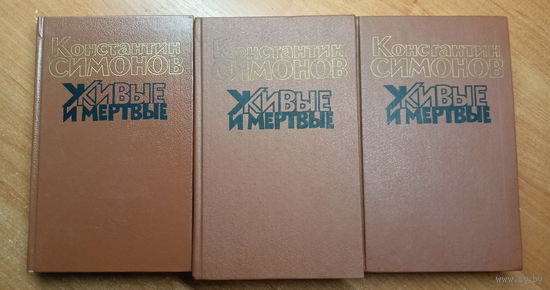 Константин
СИМОНОВ
ЖИВЫЕ
И МЕРТВЫЕ
Константин
СИМОНОВ
ЖИВЫЕ
И МЕРТВЫЕ
Константин
СИМОНОВ
ЖИВЫЕ
И МЕРТВЫЕ